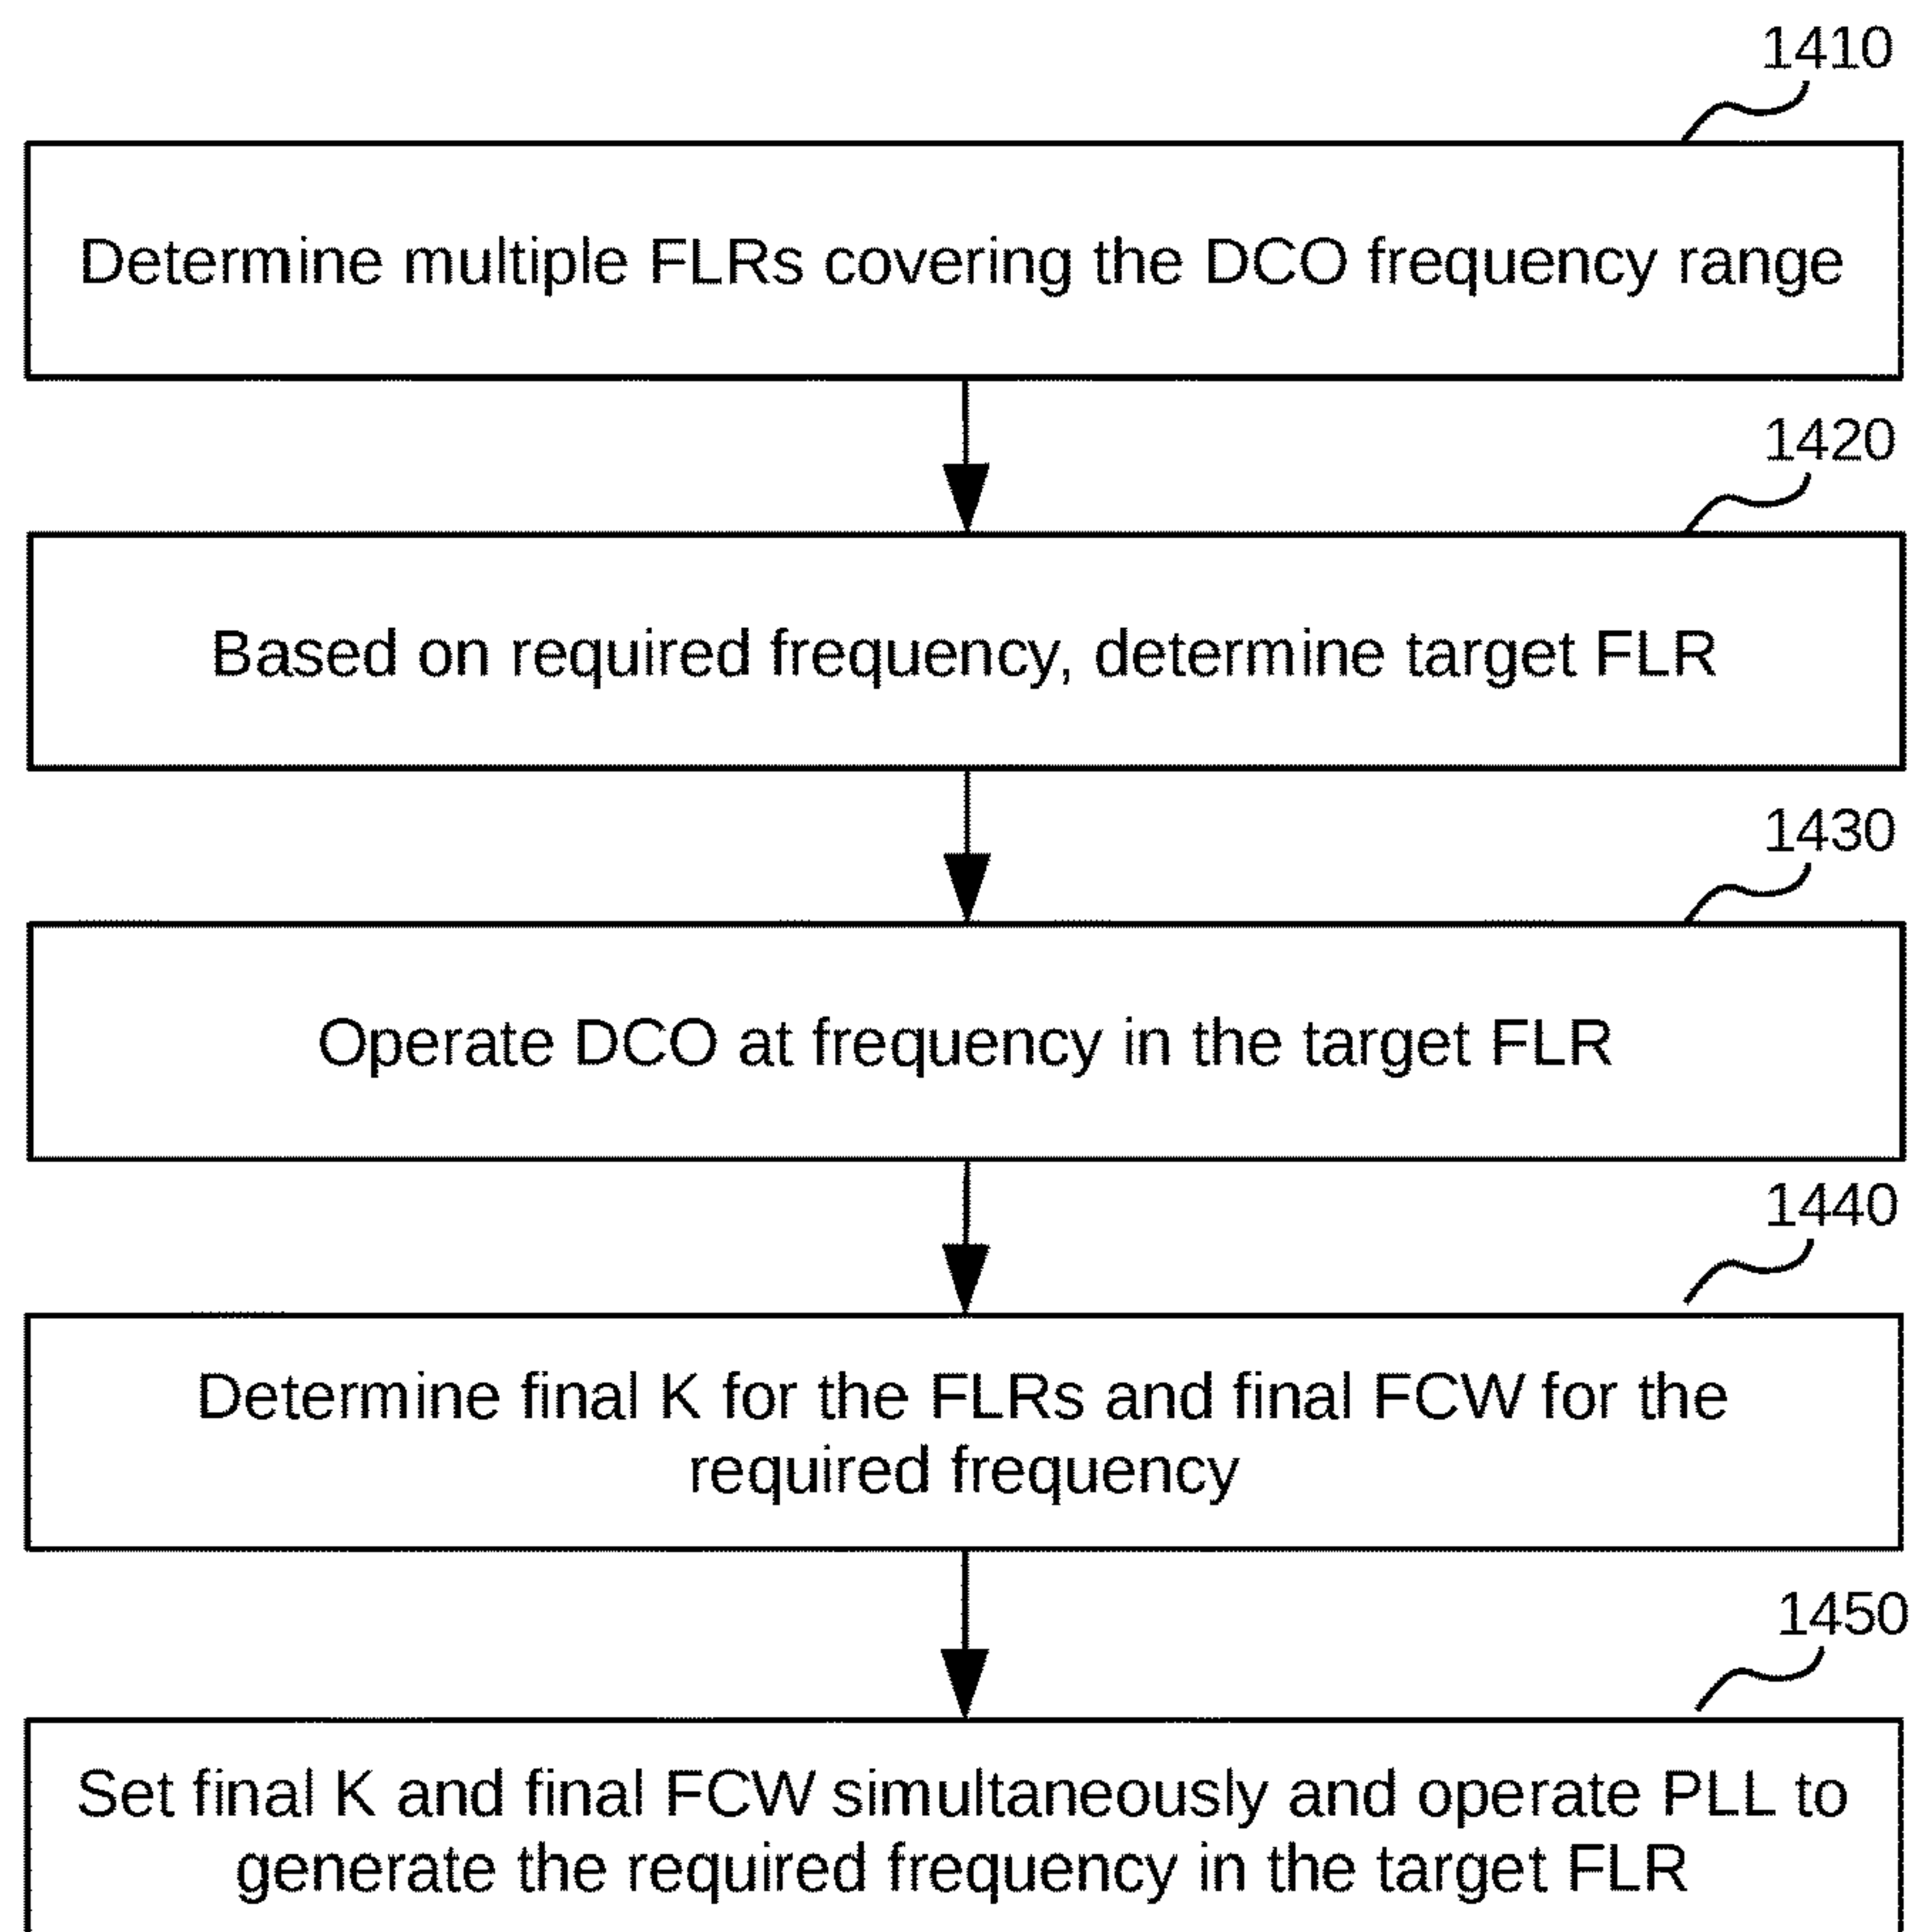 1410
Determine multiple FLRs covering the DCO frequency range
1420
Based on required frequency, determine target FLR
1430
Operate DCO at frequency in the target FLR
1440
Determine final K for the FLRs and final FCW for the
required frequency
1450
Set final K and final FCW simultaneously and operate PLL to
generate the required frequency in the target FLR